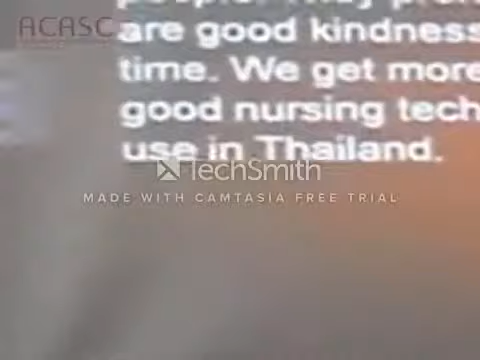 ACASC
are good kindness
time. We get more
good nursing tech
use in Thailand.
TechSmith
MADE WITH CAMTASIA FREE TRIAL